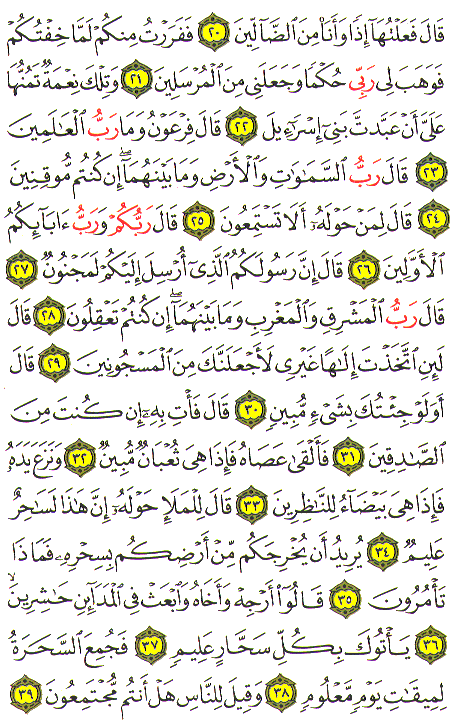 قَالَ فَعَلْتُهَآ إِذًا وَأَنَا۠ مِنَ ٱلضَّآلِّينَ ٢٠ فَفَرَرْتُ مِنكُمْ لَمَّا خِفْتُكُمْ
فَوَهَبَ لِى رَبِّى حُكْمًا وَجَعَلَنِى مِنَ ٱلْمُرْسَلِينَ ٢١ وَتِلْكَ نِعْمَةٌ تَمُنُّهَا
عَلَىَّ أَنْ عَبَّدتَّ بَنِىٓ إِسْرَٰٓءِيلَ ٢٢ قَالَ فِرْعَوْنُ وَمَا رَبُّ ٱلْعَٰلَمِينَ
٢٣ قَالَ رَبُّ ٱلسَّمَٰوَٰتِ وَٱلْأَرْضِ وَمَا بَيْنَهُمَآ ۖ إِن كُنتُم مُّوقِنِينَ
٢٤ قَالَ لِمَنْ حَوْلَهُۥٓ أَلَا تَسْتَمِعُونَ ٢٥ قَالَ رَبُّكُمْ وَرَبُّ ءَابَآئِكُمُ
ٱلْأَوَّلِينَ ٢٦ قَالَ إِنَّ رَسُولَكُمُ ٱلَّذِىٓ أُرْسِلَ إِلَيْكُمْ لَمَجْنُونٌ ٢٧
قَالَ رَبُّ ٱلْمَشْرِقِ وَٱلْمَغْرِبِ وَمَا بَيْنَهُمَآ ۖ إِن كُنتُمْ تَعْقِلُونَ ٢٨ قَالَ
لَئِنِ ٱتَّخَذْتَ إِلَٰهًا غَيْرِى لَأَجْعَلَنَّكَ مِنَ ٱلْمَسْجُونِينَ ٢٩ قَالَ
أَوَلَوْ جِئْتُكَ بِشَىْءٍ مُّبِينٍ ٣٠ قَالَ فَأْتِ بِهِۦٓ إِن كُنتَ مِنَ
ٱلصَّٰدِقِينَ ٣١ فَأَلْقَىٰ عَصَاهُ فَإِذَا هِىَ ثُعْبَانٌ مُّبِينٌ ٣٢ وَنَزَعَ يَدَهُۥ
فَإِذَا هِىَ بَيْضَآءُ لِلنَّٰظِرِينَ ٣٣ قَالَ لِلْمَلَإِ حَوْلَهُۥٓ إِنَّ هَٰذَا لَسَٰحِرٌ
عَلِيمٌ ٣٤ يُرِيدُ أَن يُخْرِجَكُم مِّنْ أَرْضِكُم بِسِحْرِهِۦ فَمَاذَا
تَأْمُرُونَ ٣٥ قَالُوٓا۟ أَرْجِهْ وَأَخَاهُ وَٱبْعَثْ فِى ٱلْمَدَآئِنِ حَٰشِرِينَ
٣٦ يَأْتُوكَ بِكُلِّ سَحَّارٍ عَلِيمٍ ٣٧ فَجُمِعَ ٱلسَّحَرَةُ
لِمِيقَٰتِ يَوْمٍ مَّعْلُومٍ ٣٨ وَقِيلَ لِلنَّاسِ هَلْ أَنتُم مُّجْتَمِعُونَ ٣٩